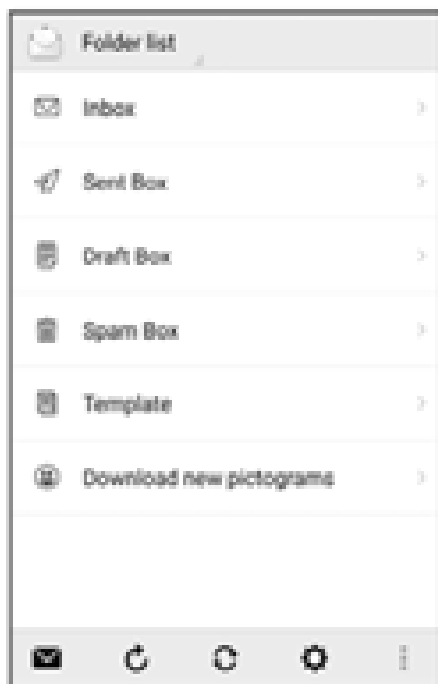 Folder list
Inbox
Sent Box
Draft Box
Spam Box
Template
Download new pictograms